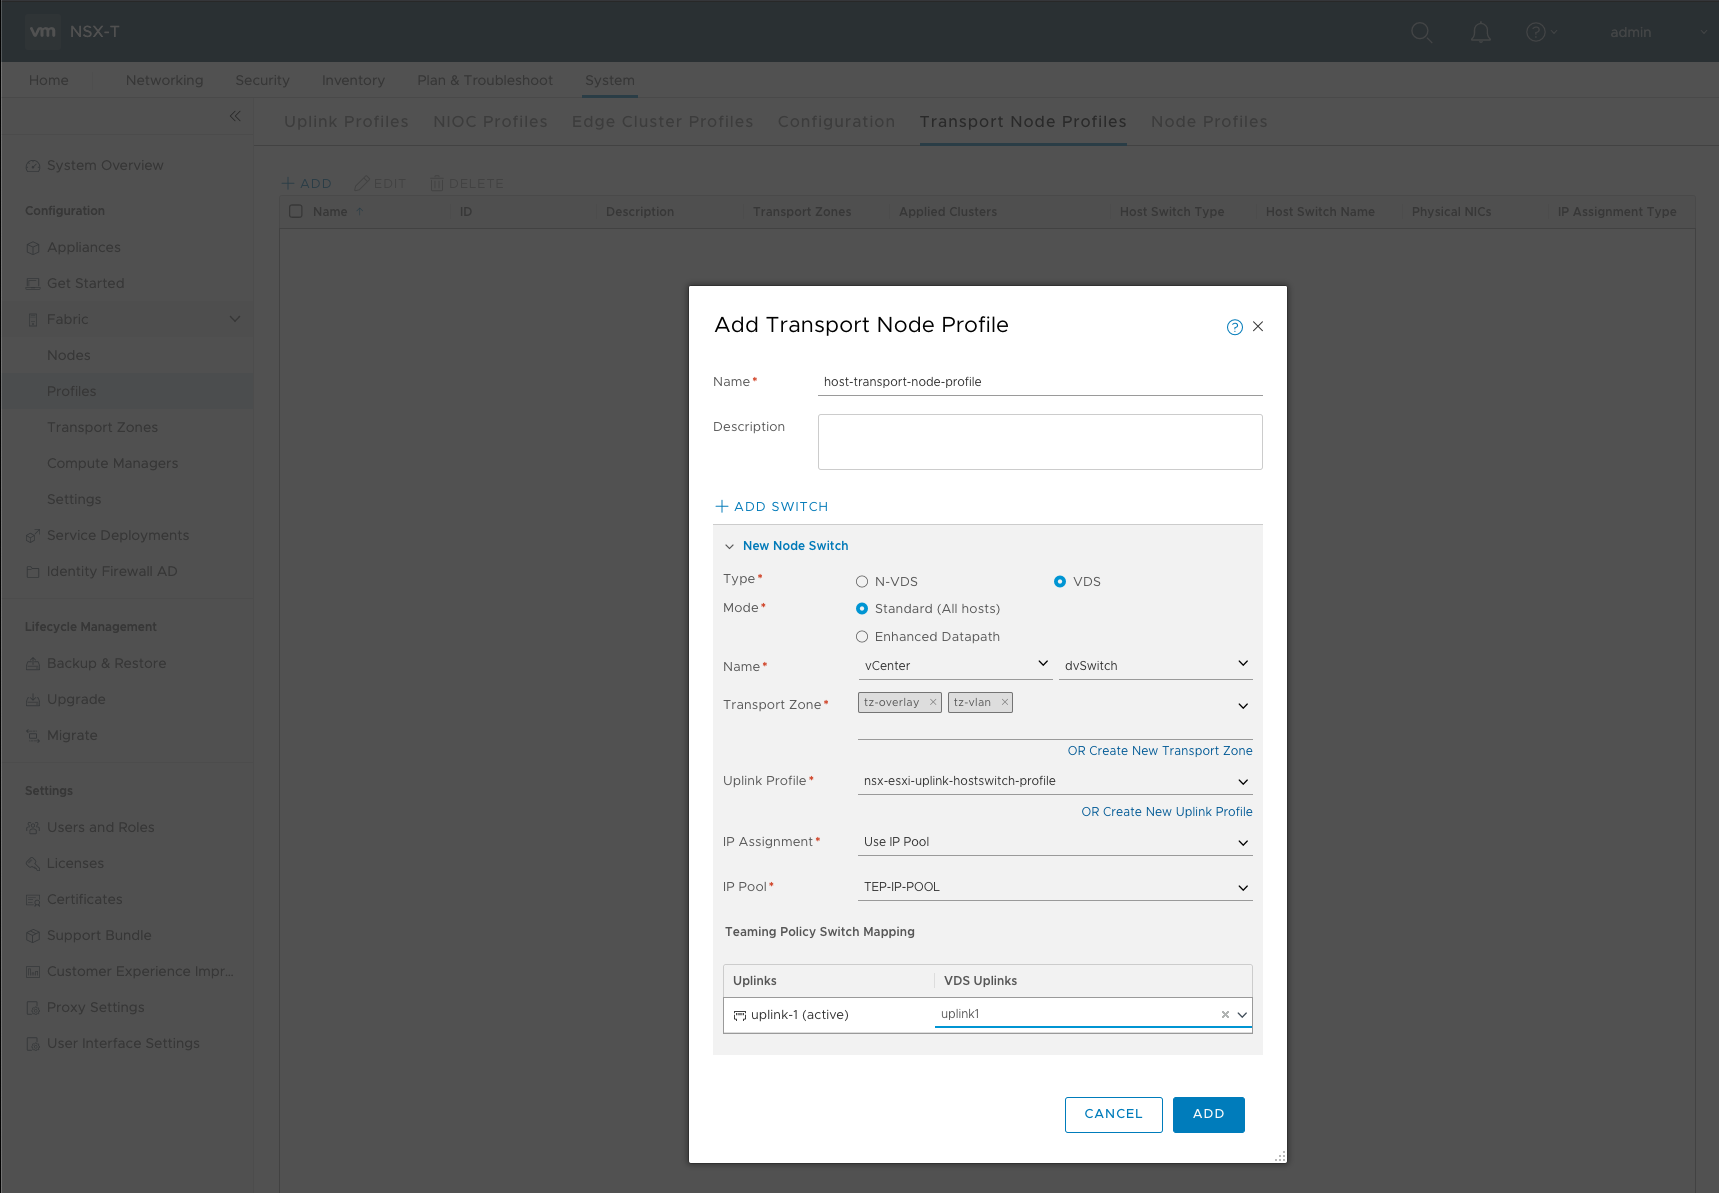 vm NSX-T admin
Home Networking Security Inventory Plan & Troubleshoot System
Uplink Profiles NIOC Profiles Edge Cluster Profiles Configuration Transport Node Profiles Node Profiles
System Overview
Configuration
Appliances
Get Started
Fabric
Nodes
Profiles
Transport Zones
Compute Managers
Settings
Service Deployments
Identity Firewall AD
Lifecycle Management
Backup & Restore
Upgrade
Migrate
Settings
Users and Roles
Licenses
Certificates
Support Bundle
Customer Experience Impr...
Proxy Settings
User Interface Settings
ADD EDIT DELETE
Name ID Description Transport Zones Applied Clusters Host Switch Type Host Switch Name Physical NICs IP Assignment Type
Add Transport Node Profile
Name* host-transport-node-profile
Description
ADD SWITCH
New Node Switch
Type* N-VDS VDS
Mode* Standard (All hosts)
Enhanced Datapath
Name* vCenter dvSwitch
Transport Zone* tz-overlay tz-vlan
OR Create New Transport Zone
Uplink Profile* nsx-esxi-uplink-hostswitch-profile
OR Create New Uplink Profile
IP Assignment* Use IP Pool
IP Pool* TEP-IP-POOL
Teaming Policy Switch Mapping
Uplinks VDS Uplinks
uplink-1 (active) uplink1
CANCEL ADD